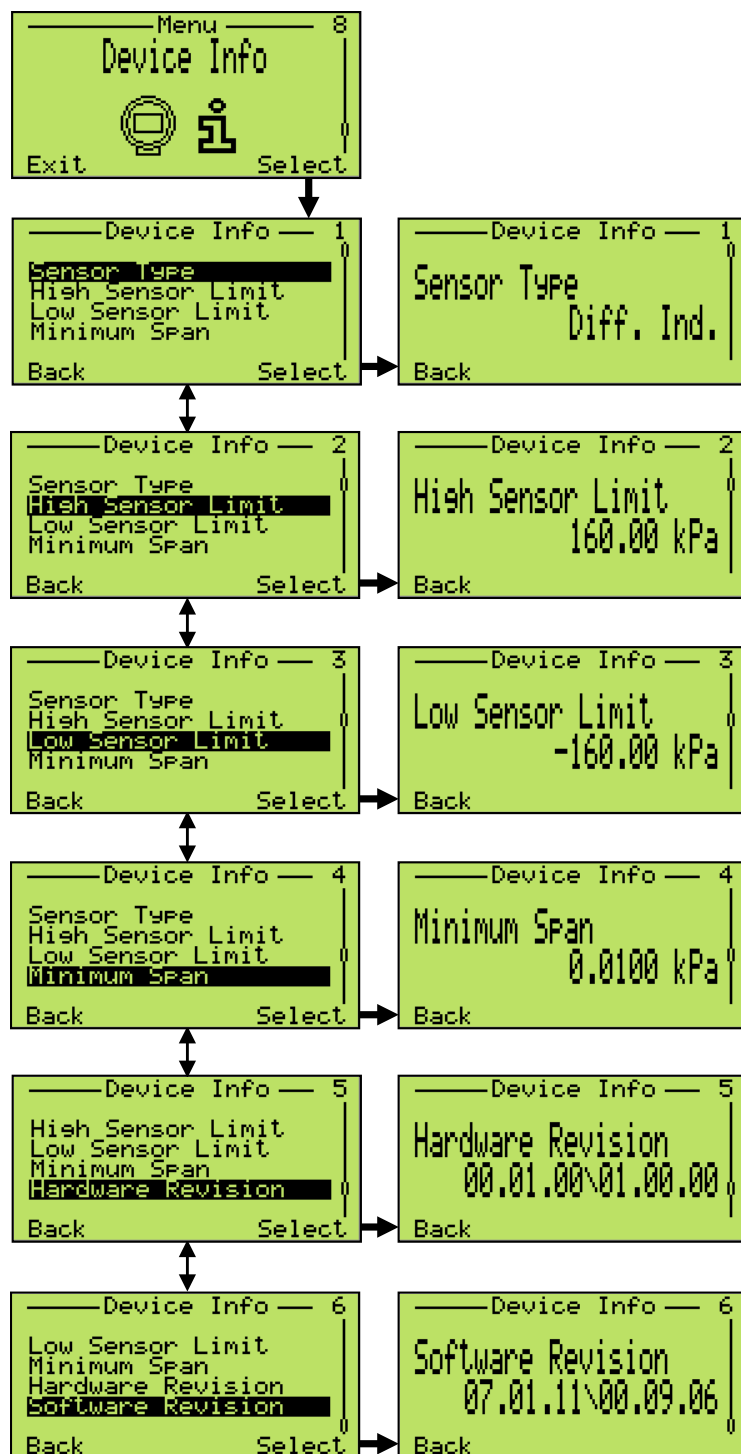 Menu 8
Device Info
Exit Select
Device Info 1
Sensor Type
High Sensor Limit
Low Sensor Limit
Minimum Span
Back Select
Device Info 1
Sensor Type
Diff. Ind.
Back
Device Info 2
Sensor Type
High Sensor Limit
Low Sensor Limit
Minimum Span
Back Select
Device Info 2
High Sensor Limit
160.00 kPa
Back
Device Info 3
Sensor Type
High Sensor Limit
Low Sensor Limit
Minimum Span
Back Select
Device Info 3
Low Sensor Limit
-160.00 kPa
Back
Device Info 4
Sensor Type
High Sensor Limit
Low Sensor Limit
Minimum Span
Back Select
Device Info 4
Minimum Span
0.0100 kPa
Back
Device Info 5
High Sensor Limit
Low Sensor Limit
Minimum Span
Hardware Revision
Back Select
Device Info 5
Hardware Revision
00.01.00\01.00.00
Back
Device Info 6
Low Sensor Limit
Minimum Span
Hardware Revision
Software Revision
Back Select
Device Info 6
Software Revision
07.01.11\00.09.06
Back